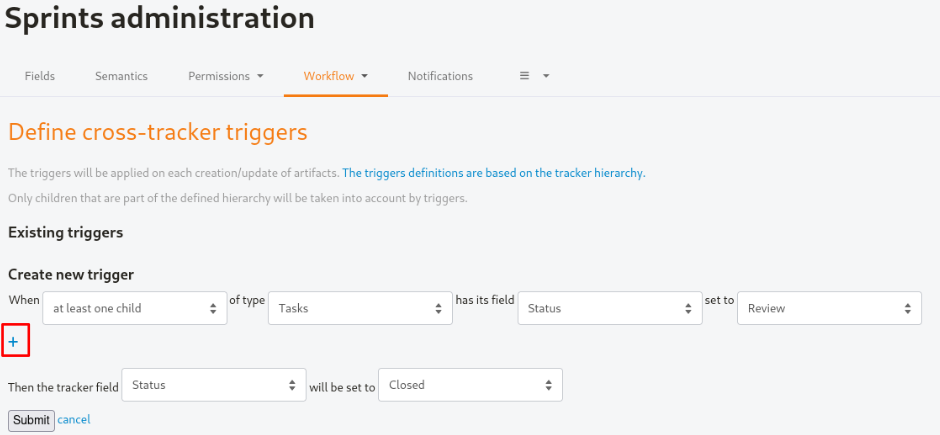 Sprints administration
Fields Semantics Permissions Workflow Notifications
Define cross-tracker triggers
The triggers will be applied on each creation/update of artifacts. The triggers definitions are based on the tracker hierarchy.
Only children that are part of the defined hierarchy will be taken into account by triggers.
Existing triggers
Create new trigger
When at least one child of type Tasks has its field Status set to Review
+
Then the tracker field Status will be set to Closed
Submit cancel